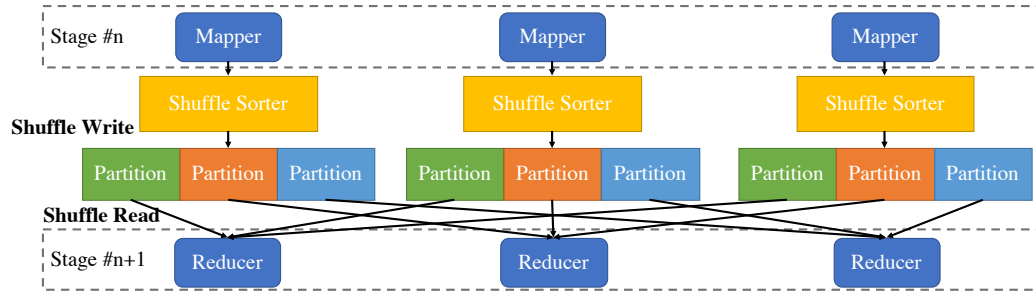 Stage #n
Mapper
Mapper
Mapper
Shuffle Sorter
Shuffle Sorter
Shuffle Sorter
Shuffle Write
Partition Partition Partition
Partition Partition Partition
Partition Partition Partition
Shuffle Read
Stage #n+1
Reducer
Reducer
Reducer